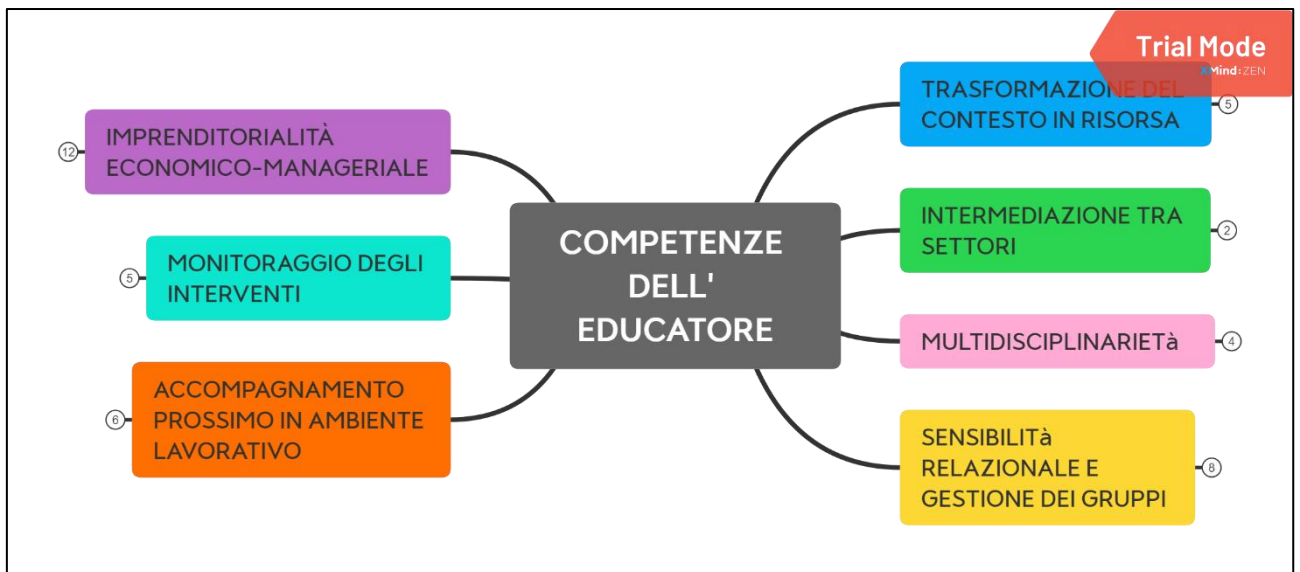 Trial Mode
XMind:ZEN
TRASFORMAZIONE DEL
CONTESTO IN RISORSA
5
INTERMEDIAZIONE TRA
SETTORI
2
MULTIDISCIPLINARIETà
4
SENSIBILITà
RELAZIONALE E
GESTIONE DEI GRUPPI
8
COMPETENZE
DELL'
EDUCATORE
IMPRENDITORIALITÀ
ECONOMICO-MANAGERIALE
12
MONITORAGGIO DEGLI
INTERVENTI
5
ACCOMPAGNAMENTO
PROSSIMO IN AMBIENTE
LAVORATIVO
6